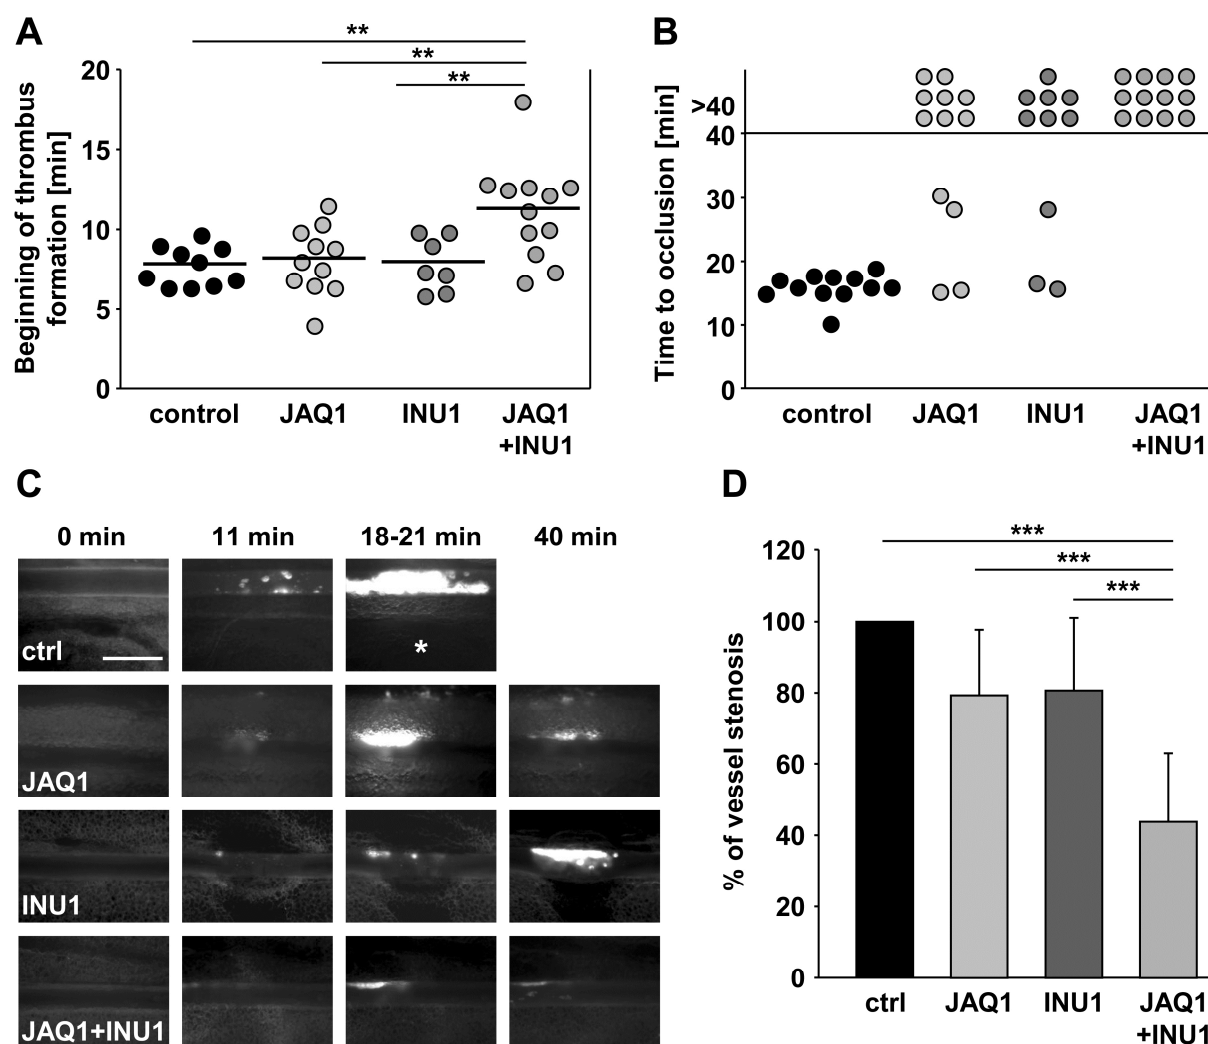 A
**
**
**
Beginning of thrombus
formation [min]
20
15
10
5
0
control
JAQ1
INU1
JAQ1
+INU1
B
Time to occlusion [min]
>40
40
30
20
10
0
control
JAQ1
INU1
JAQ1
+INU1
C
0 min
11 min
18-21 min
40 min
ctrl
*
JAQ1
INU1
JAQ1+INU1
D
***
***
***
% of vessel stenosis
120
100
80
60
40
20
0
ctrl
JAQ1
INU1
JAQ1
+INU1